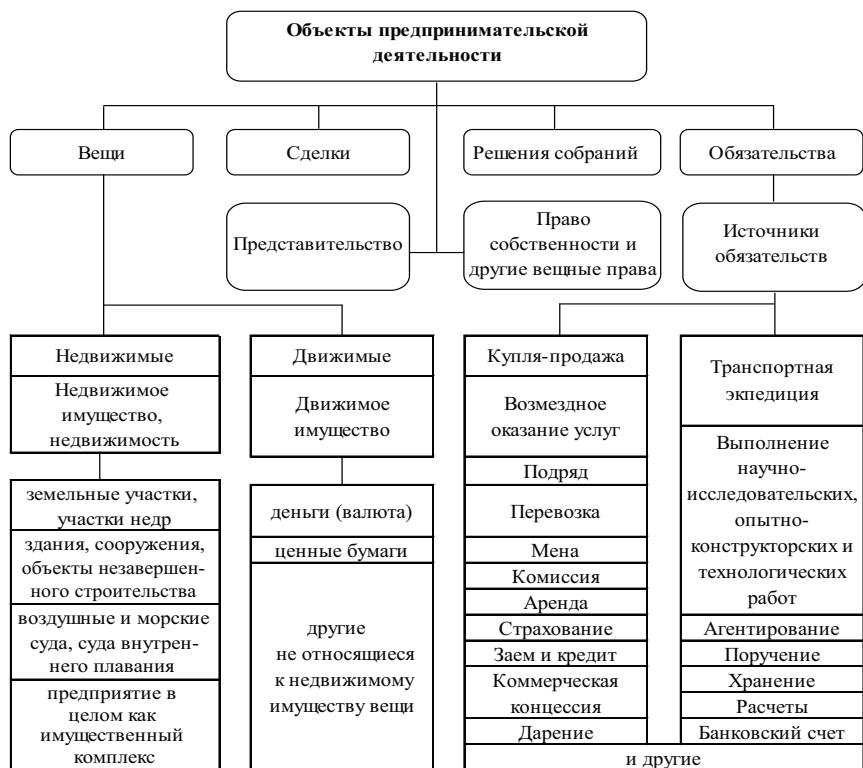 Объекты предпринимательской
деятельности
Вещи
Сделки
Решения собраний
Обязательства
Представительство
Право
собственности и
другие вещные права
Источники
обязательств
Недвижимые
Недвижимое
имущество,
недвижимость
земельные участки,
участки недр
здания, сооружения,
объекты незавершен-
ного строительства
воздушные и морские
суда, суда внутрен-
него плавания
предприятие в
целом как
имущественный
комплекс
Движимые
Движимое
имущество
деньги (валюта)
ценные бумаги
другие
не относящиеся
к недвижимому
имуществу вещи
Купля-продажа
Возмездное
оказание услуг
Подряд
Перевозка
Мена
Комиссия
Аренда
Страхование
Заем и кредит
Коммерческая
концессия
Дарение
Транспортная
экпедиция
Выполнение
научно-
исследовательских,
опытно-
конструкторских и
технологических
работ
Агентирование
Поручение
Хранение
Расчеты
Банковский счет
и другие